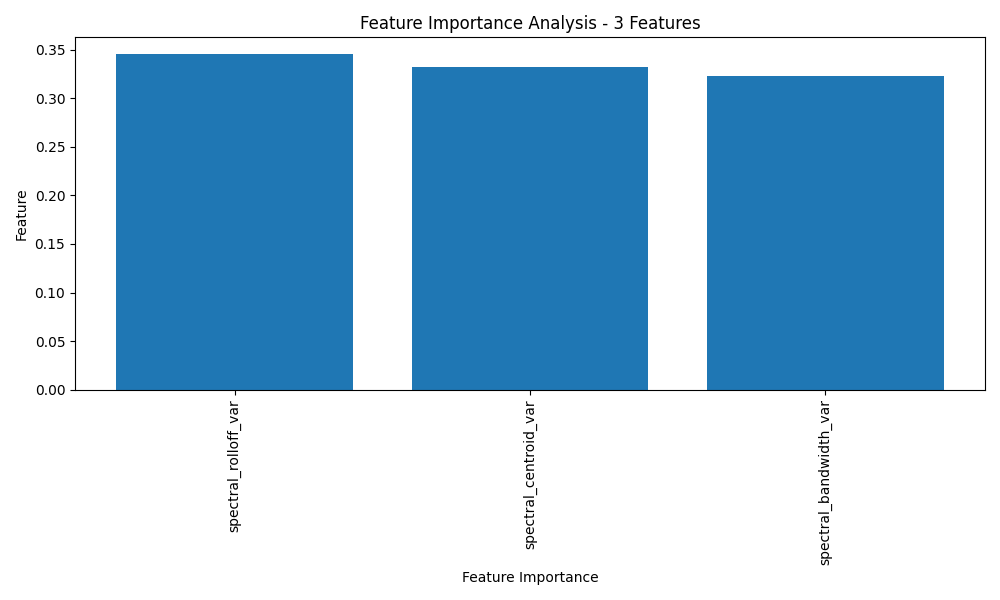 Feature Importance Analysis - 3 Features
Feature
0.35
0.30
0.25
0.20
0.15
0.10
0.05
0.00
spectral_rolloff_var
spectral_centroid_var
spectral_bandwidth_var
Feature Importance